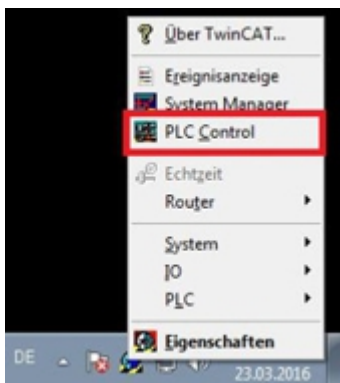 Über TwinCAT...
Ereignisanzeige
System Manager
PLC Control
Echtzeit
Router
System
IO
PLC
Eigenschaften
DE
23.03.2016